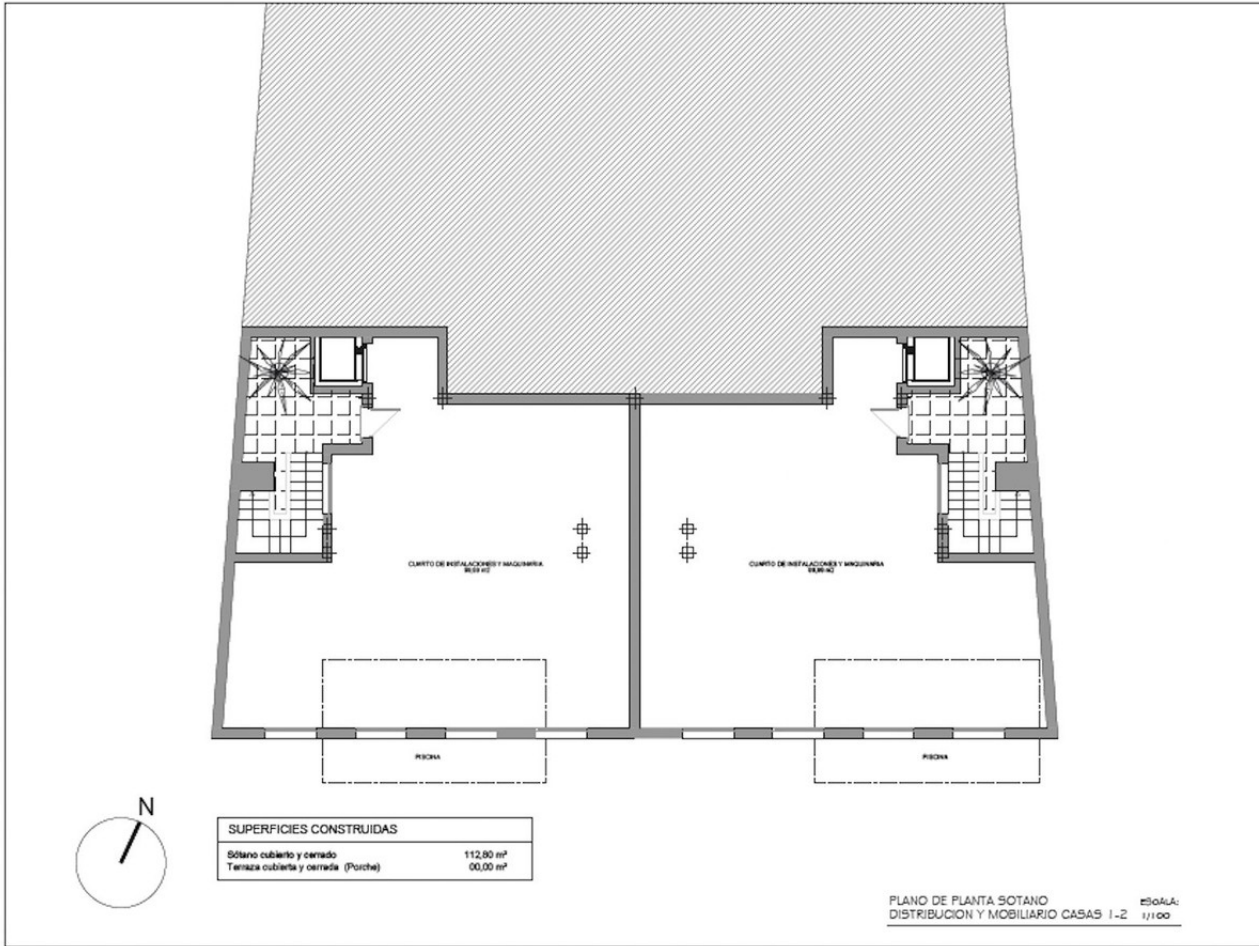 CUARTO DE INSTALACIONES Y MAQUINARIA
CUARTO DE INSTALACIONES Y MAQUINARIA
PISCINA
PISCINA
N
SUPERFICIES CONSTRUIDAS
Sótano cubierto y cerrado 112,80 m²
Terraza cubierta y cerrada (Porche) 00,00 m²
PLANO DE PLANTA SOTANO ESCALA:
DISTRIBUCION Y MOBILIARIO CASAS 1-2 1/100